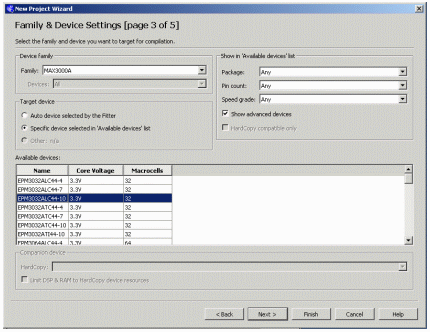 New Project Wizard
Family & Device Settings [page 3 of 5]
Select the family and device you want to target for compilation.
Device family
Family: MAX3000A
Devices: All
Target device
Auto device selected by the Fitter
Specific device selected in 'Available devices' list
Other: n/a
Show in 'Available devices' list
Package: Any
Pin count: Any
Speed grade: Any
Show advanced devices
HardCopy compatible only
Available devices:
Name Core Voltage Macrocells
EPM3032ALC44-4 3.3V 32
EPM3032ALC44-7 3.3V 32
EPM3032ALC44-10 3.3V 32
EPM3032ATC44-4 3.3V 32
EPM3032ATC44-7 3.3V 32
EPM3032ATC44-10 3.3V 32
EPM3032ATI44-10 3.3V 32
EPM3064ALC44-4 3.3V 64
Companion device
HardCopy:
Limit DSP & RAM to HardCopy device resources
< Back Next > Finish Cancel Help